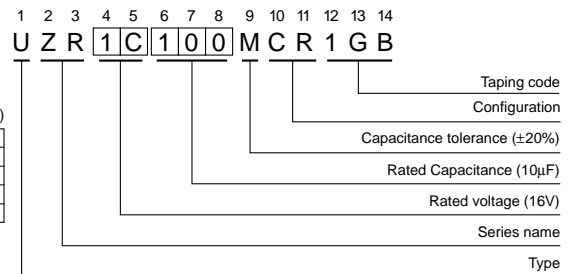 1 2 3 4 5 6 7 8 9 10 11 12 13 14
U Z R 1 C 1 0 0 M C R 1 G B
Taping code
Configuration
)
Capacitance tolerance (±20%)
Rated Capacitance (10µF)
Rated voltage (16V)
Series name
Type